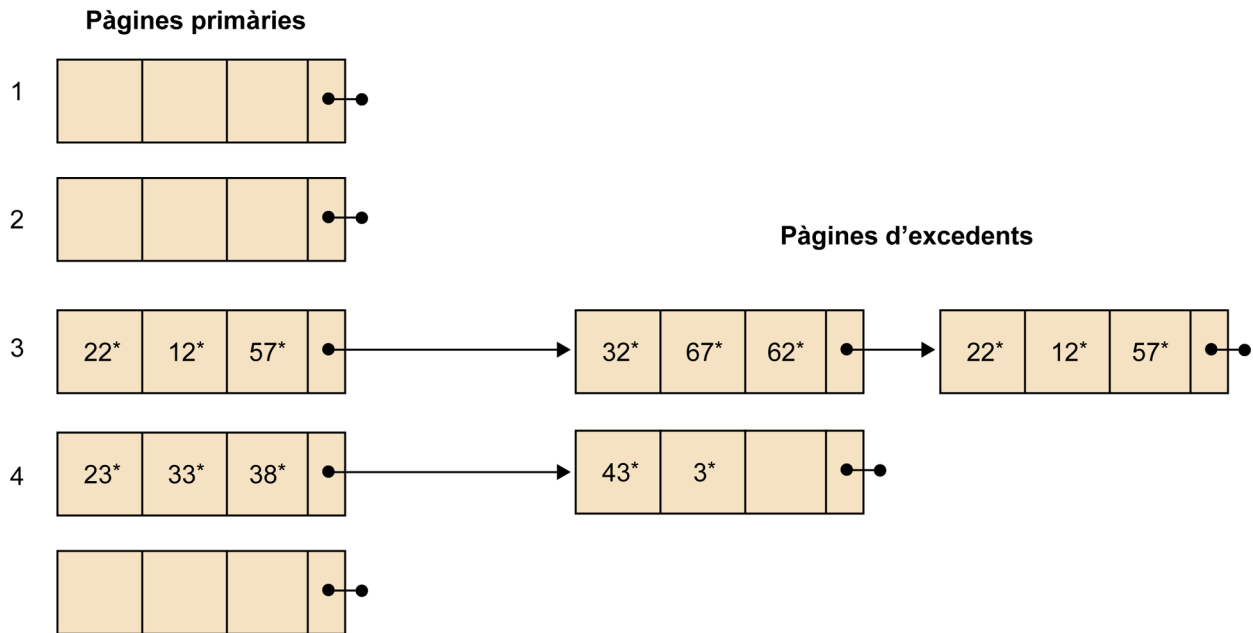 Pàgines primàries
1
2
Pàgines d’excedents
3 22* 12* 57* 32* 67* 62* 22* 12* 57*
4 23* 33* 38* 43* 3*